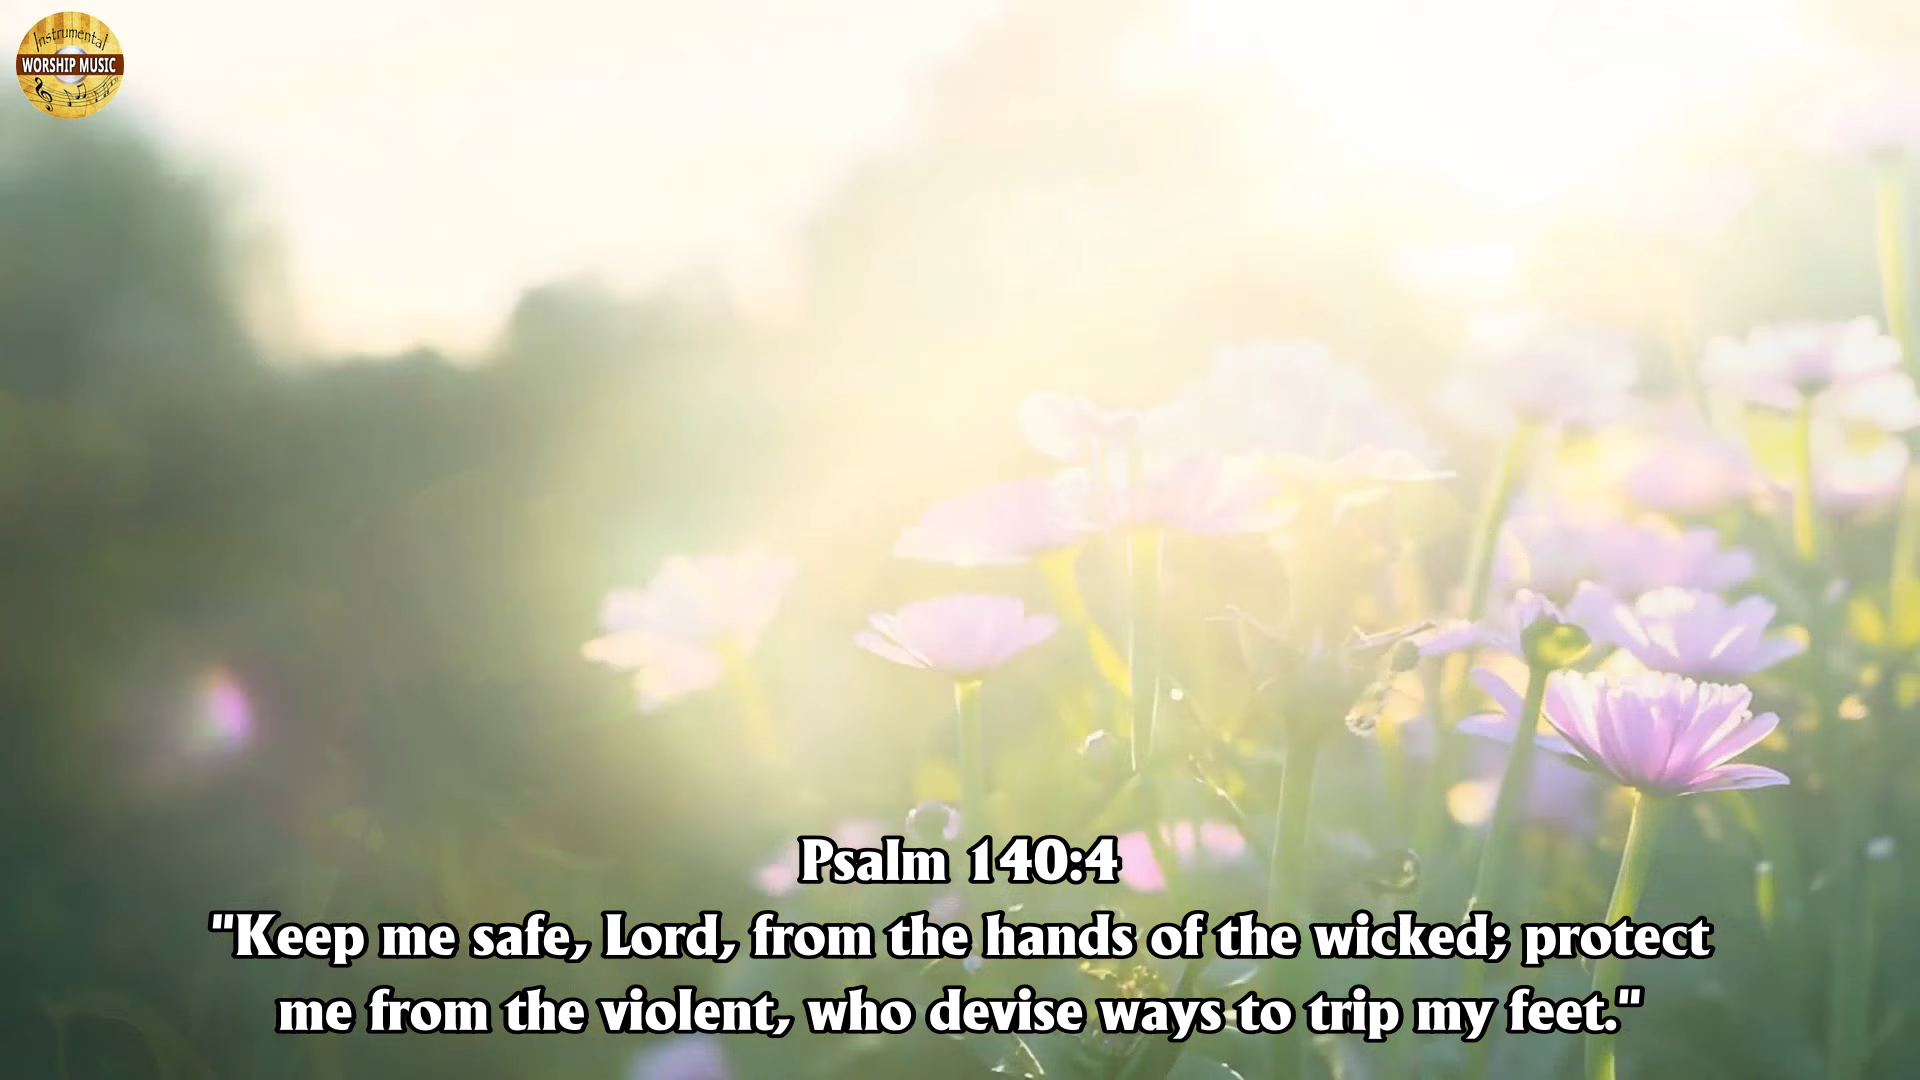 Instrumental
WORSHIP MUSIC
Psalm 140:4
"Keep me safe, Lord, from the hands of the wicked; protect
me from the violent, who devise ways to trip my feet."